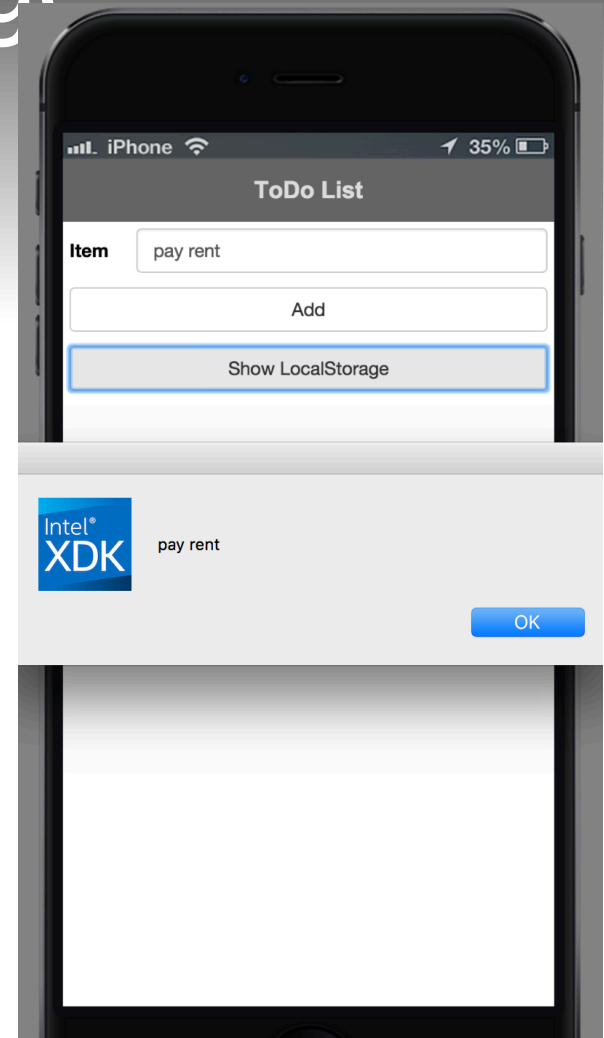 iPhone 35%
ToDo List
Item pay rent
Add
Show LocalStorage
Intel®
XDK
pay rent
OK